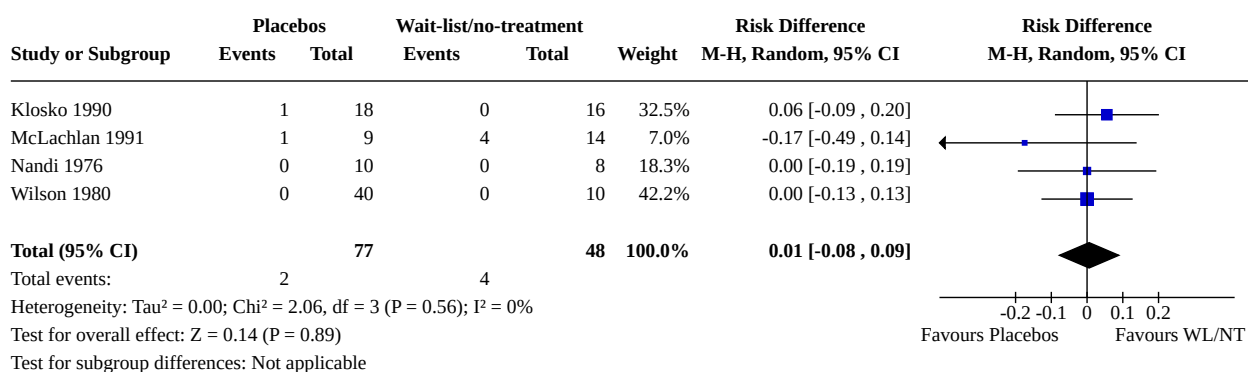 Placebos Wait-list/no-treatment Risk Difference Risk Difference
Study or Subgroup Events Total Events Total Weight M-H, Random, 95% CI M-H, Random, 95% CI
Klosko 1990 1 18 0 16 32.5% 0.06 [-0.09 , 0.20]
McLachlan 1991 1 9 4 14 7.0% -0.17 [-0.49 , 0.14]
Nandi 1976 0 10 0 8 18.3% 0.00 [-0.19 , 0.19]
Wilson 1980 0 40 0 10 42.2% 0.00 [-0.13 , 0.13]
Total (95% CI) 77 48 100.0% 0.01 [-0.08 , 0.09]
Total events: 2 4
Heterogeneity: Tau² = 0.00; Chi² = 2.06, df = 3 (P = 0.56); I² = 0%
-0.2 -0.1 0 0.1 0.2
Test for overall effect: Z = 0.14 (P = 0.89) Favours Placebos Favours WL/NT
Test for subgroup differences: Not applicable